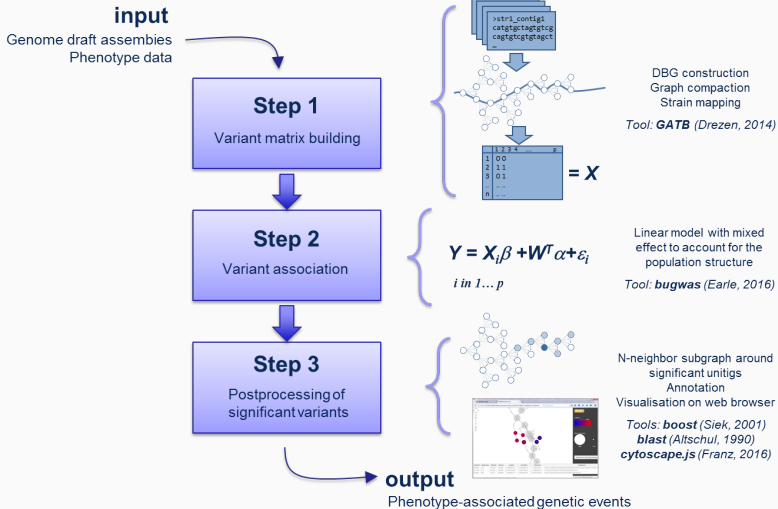 input
Genome draft assembies
Phenotype data
Step 1
Variant matrix building
>str1_contig1
catgtgctagtgtcg
cagtgtcgtgtagct
…
1 2 3 4 … p
1 0 0
2 1 1
3 0 1
… … …
n … …
= X
DBG construction
Graph compaction
Strain mapping
Tool: GATB (Drezen, 2014)
Step 2
Variant association
Y = Xᵢβ +Wᵀα+εᵢ
i in 1… p
Linear model with mixed
effect to account for the
population structure
Tool: bugwas (Earle, 2016)
Step 3
Postprocessing of
significant variants
N-neighbor subgraph around
significant unitigs
Annotation
Visualisation on web browser
Tools: boost (Siek, 2001)
blast (Altschul, 1990)
cytoscape.js (Franz, 2016)
output
Phenotype-associated genetic events